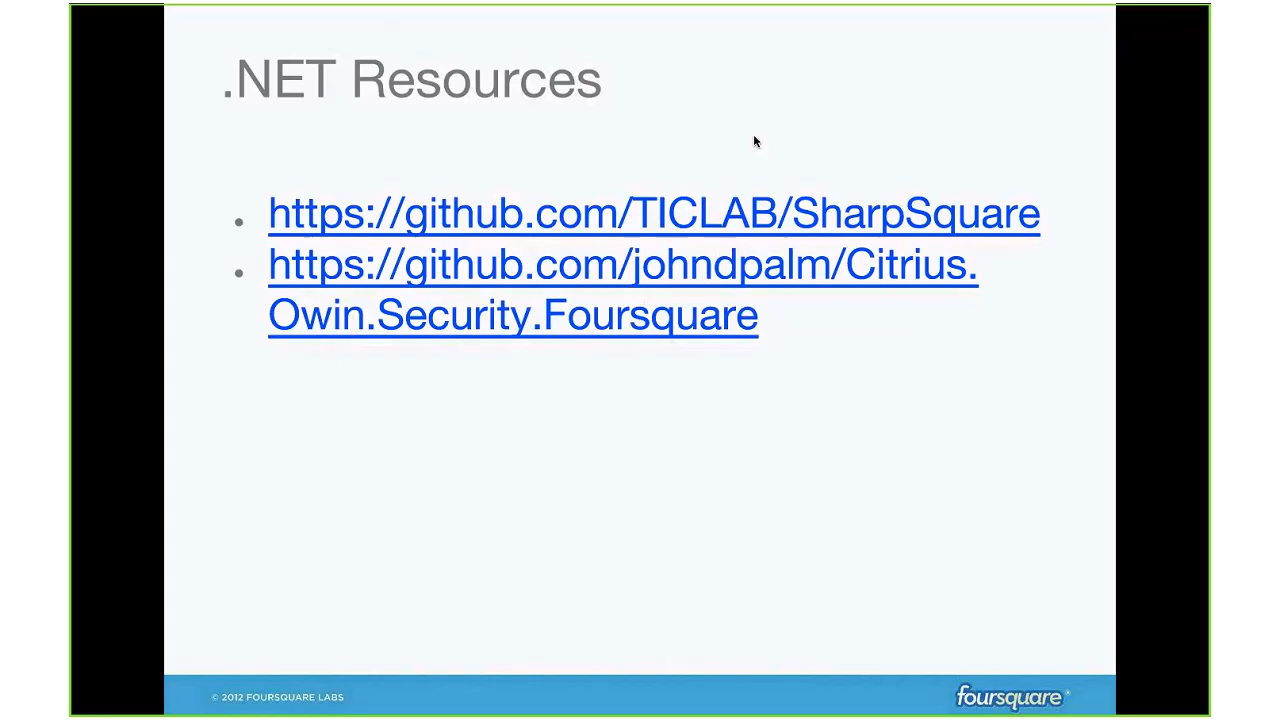 .NET Resources
• https://github.com/TICLAB/SharpSquare
• https://github.com/johndpalm/Citrius.
Owin.Security.Foursquare
© 2012 FOURSQUARE LABS
foursquare®